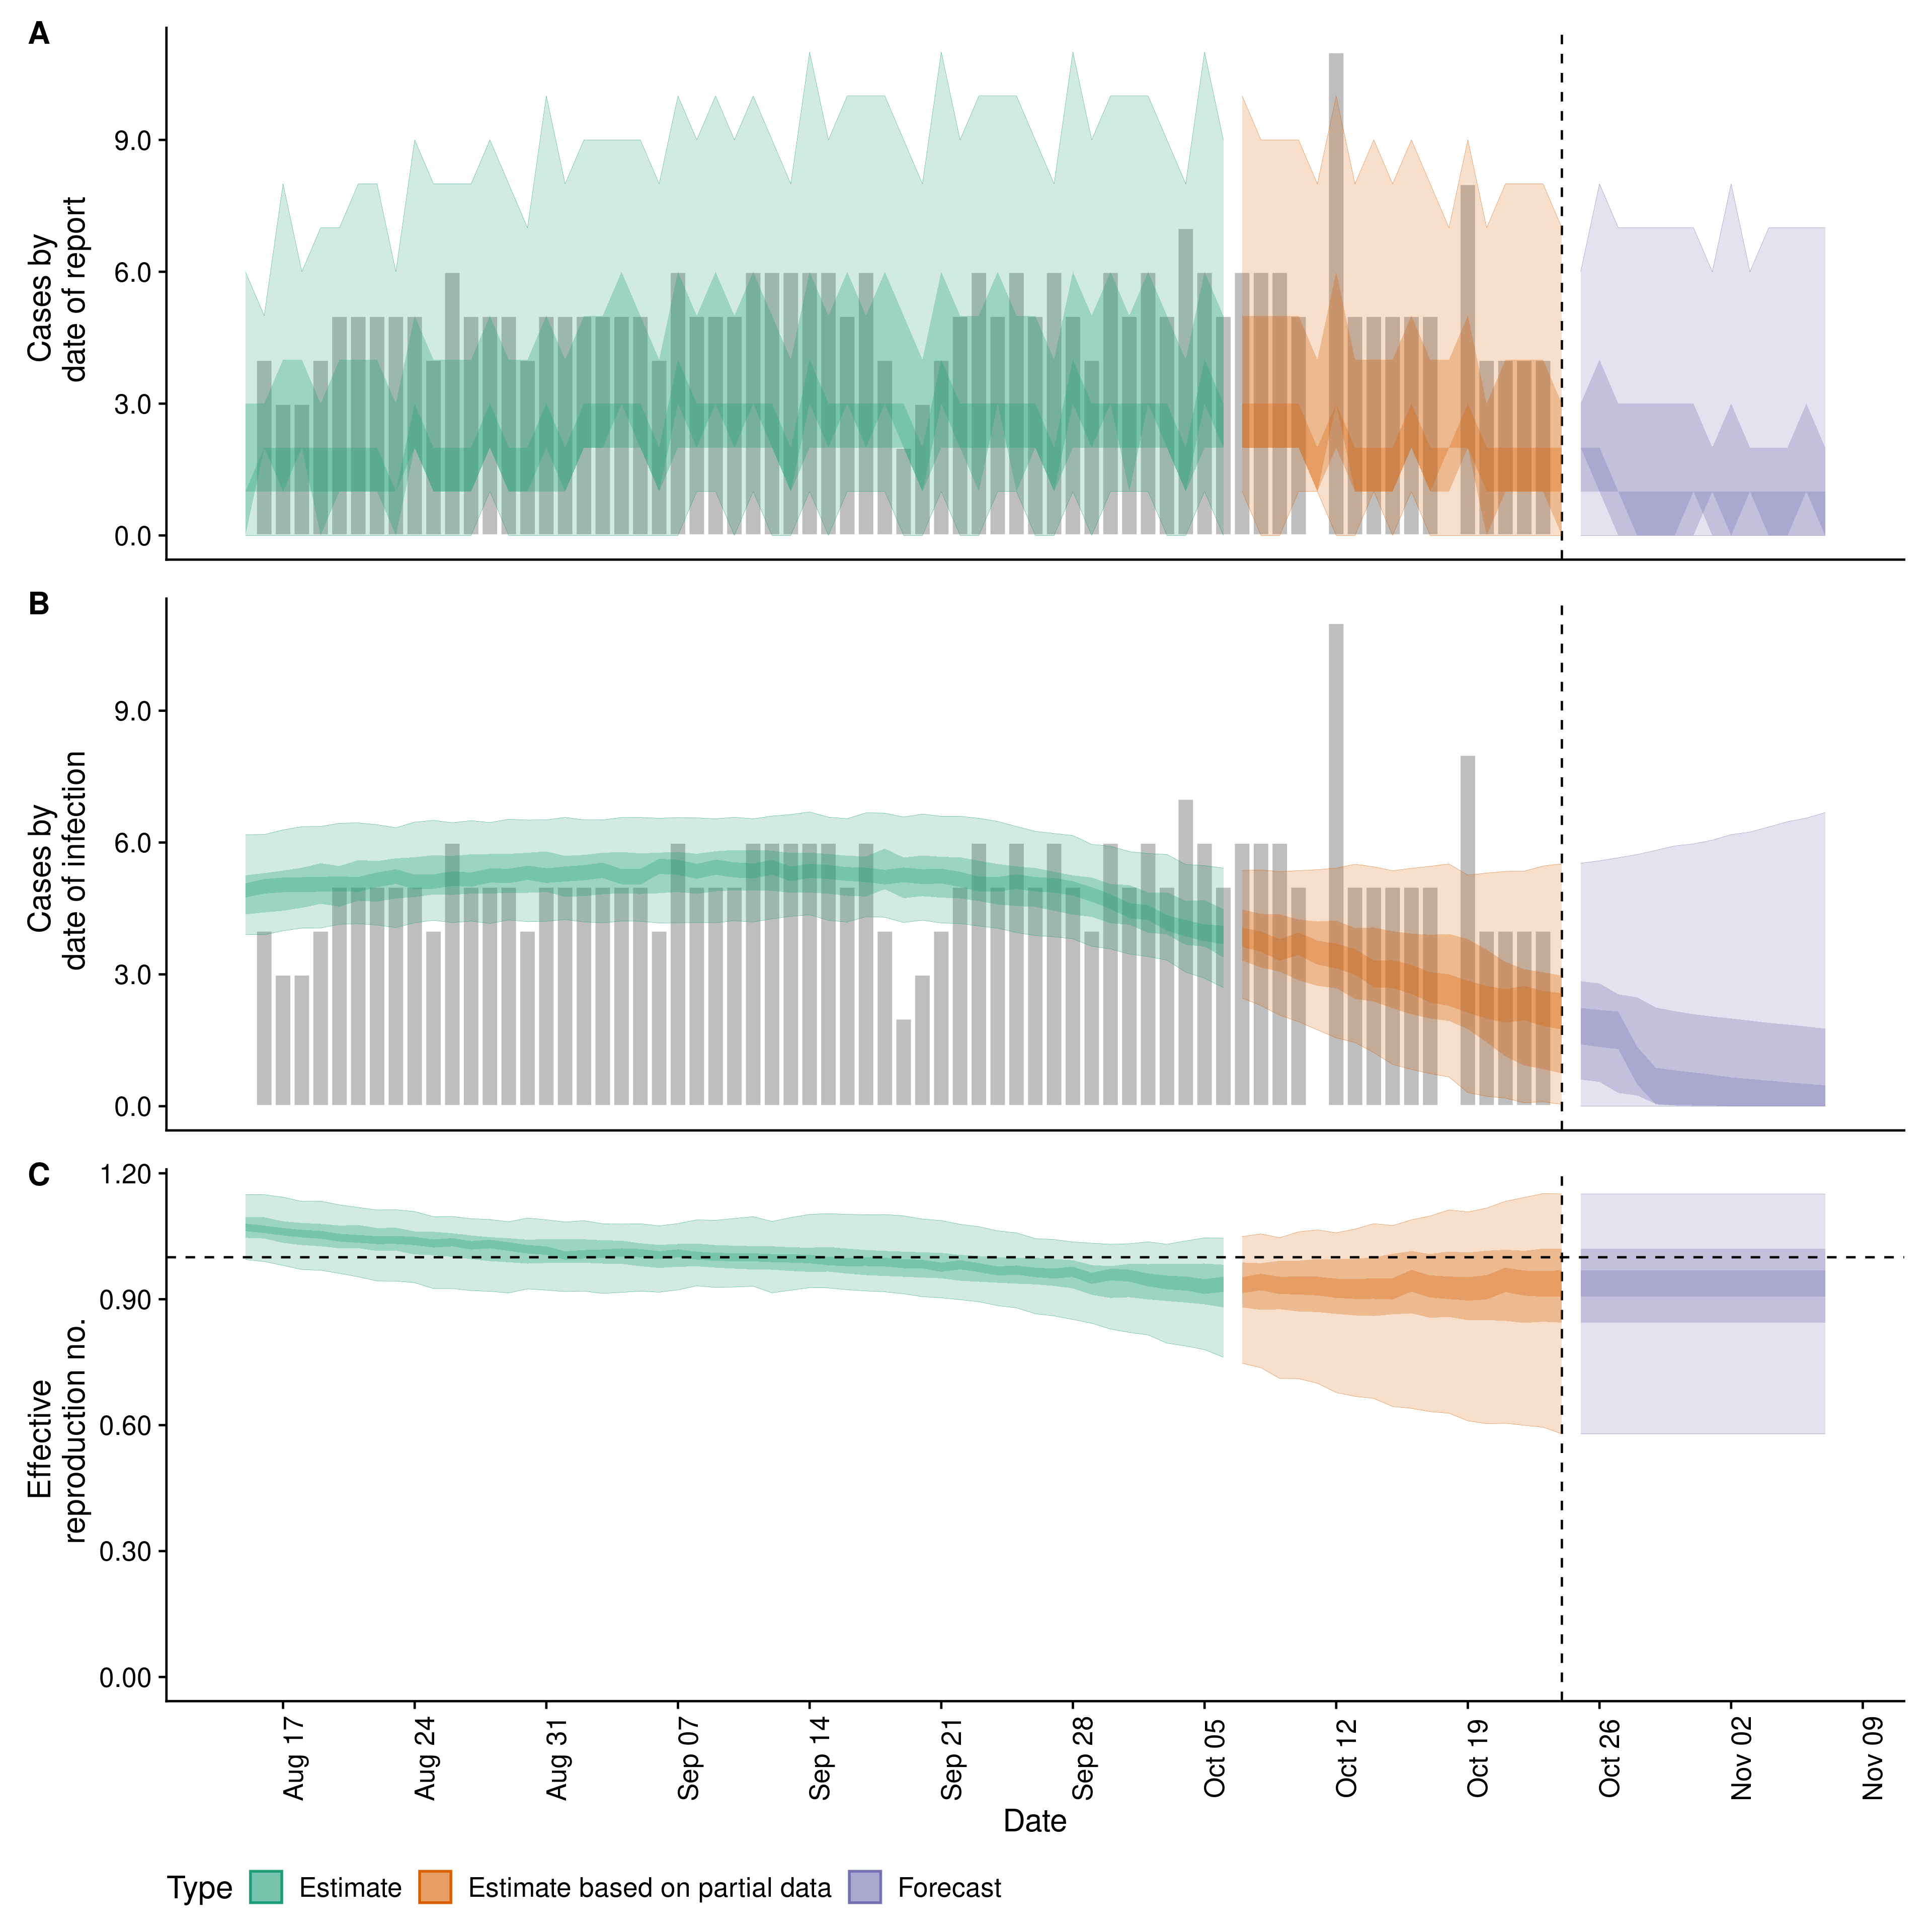 A
Cases by
date of report
9.0
6.0
3.0
0.0
B
Cases by
date of infection
9.0
6.0
3.0
0.0
C
Effective
reproduction no.
1.20
0.90
0.60
0.30
0.00
Aug 17
Aug 24
Aug 31
Sep 07
Sep 14
Sep 21
Sep 28
Oct 05
Oct 12
Oct 19
Oct 26
Nov 02
Nov 09
Date
Type Estimate Estimate based on partial data Forecast